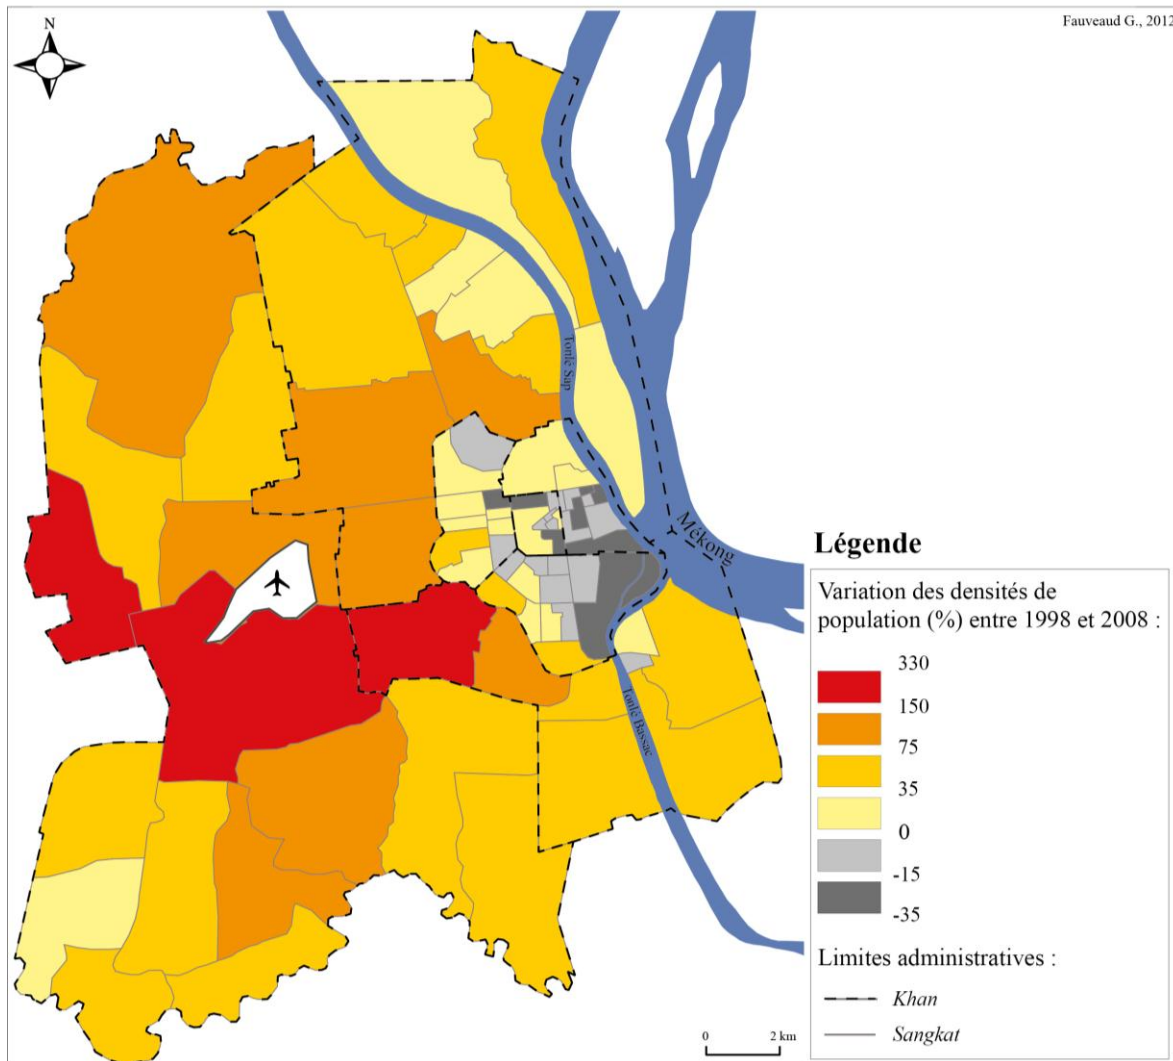 Fauveaud G., 2012
N
Tonlé Sap
Mékong
Tonlé Bassac
Légende
Variation des densités de
population (%) entre 1998 et 2008 :
330
150
75
35
0
-15
-35
Limites administratives :
Khan
Sangkat
0 2 km